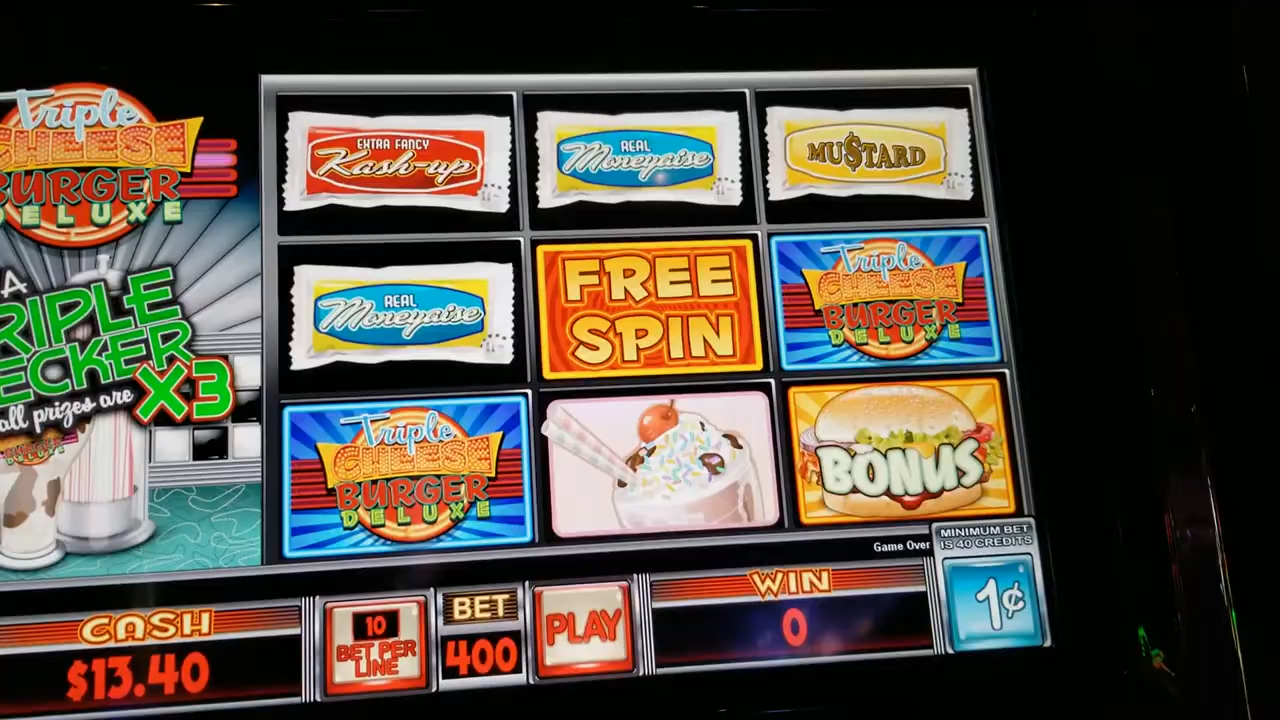 Triple
CHEESE
BURGER
DELUXE
A
TRIPLE
DECKER
all prizes are X3
EXTRA FANCY
Kash-up
REAL
Moneyaise
MU$TARD
REAL
Moneyaise
FREE
SPIN
Triple
CHEESE
BURGER
DELUXE
Triple
CHEESE
BURGER
DELUXE
BONUS
Game Over
MINIMUM BET
IS 40 CREDITS
1¢
CASH
$13.40
10
BET PER
LINE
BET
400
PLAY
WIN
0